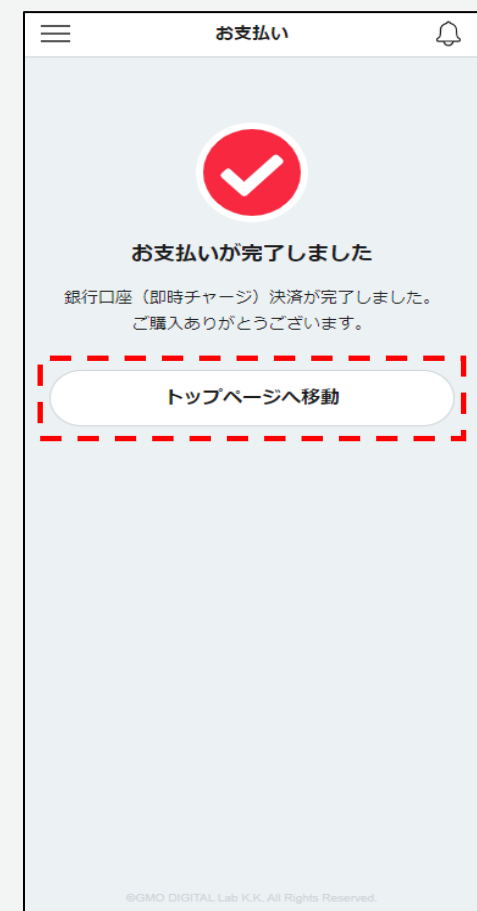 お支払い
お支払いが完了しました
銀行口座（即時チャージ）決済が完了しました。
ご購入ありがとうございます。
トップページへ移動
©GMO DIGITAL Lab K.K. All Rights Reserved.